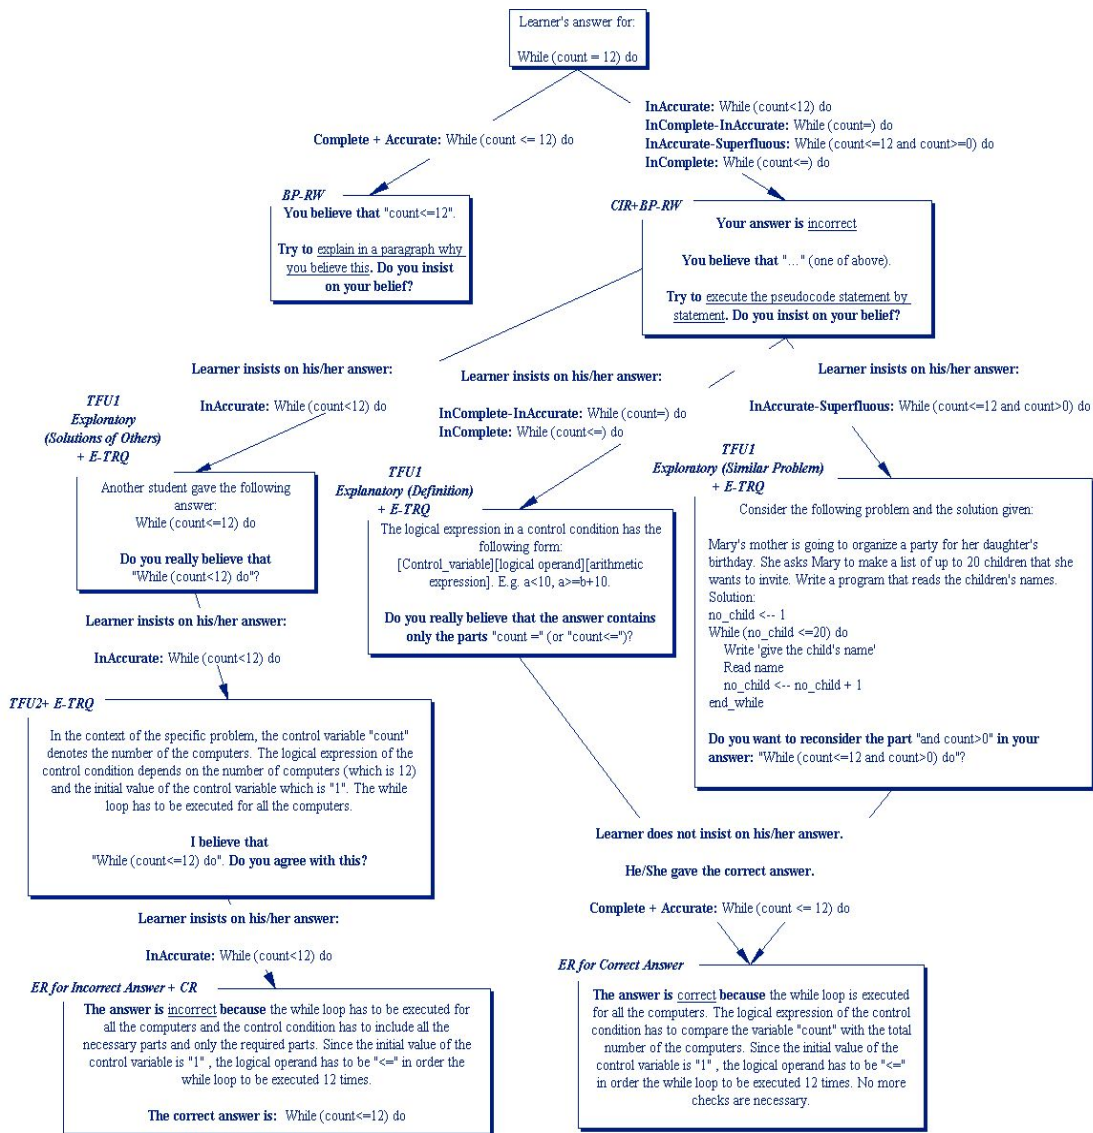 Learner's answer for:
While (count = 12) do
Complete + Accurate: While (count <= 12) do
InAccurate: While (count<12) do
InComplete-InAccurate: While (count=) do
InAccurate-Superfluous: While (count<=12 and count>=0) do
InComplete: While (count<=) do
BP-RW
You believe that "count<=12".
Try to explain in a paragraph why
you believe this. Do you insist
on your belief?
CIR+BP-RW
Your answer is incorrect
You believe that "..." (one of above).
Try to execute the pseudocode statement by
statement. Do you insist on your belief?
Learner insists on his/her answer:
InAccurate: While (count<12) do
Learner insists on his/her answer:
InComplete-InAccurate: While (count=) do
InComplete: While (count<=) do
Learner insists on his/her answer:
InAccurate-Superfluous: While (count<=12 and count>0) do
TFU1
Exploratory
(Solutions of Others)
+ E-TRQ
Another student gave the following
answer:
While (count<=12) do
Do you really believe that
"While (count<12) do"?
TFU1
Explanatory (Definition)
+ E-TRQ
The logical expression in a control condition has the
following form:
[Control_variable][logical operand][arithmetic
expression]. E.g. a<10, a>=b+10.
Do you really believe that the answer contains
only the parts "count =" (or "count<=")?
TFU1
Exploratory (Similar Problem)
+ E-TRQ
Consider the following problem and the solution given:
Mary's mother is going to organize a party for her daughter's
birthday. She asks Mary to make a list of up to 20 children that she
wants to invite. Write a program that reads the children's names.
Solution:
no_child <-- 1
While (no_child <=20) do
Write 'give the child's name'
Read name
no_child <-- no_child + 1
end_while
Do you want to reconsider the part "and count>0" in your
answer: "While (count<=12 and count>0) do"?
Learner insists on his/her answer:
InAccurate: While (count<12) do
TFU2+ E-TRQ
In the context of the specific problem, the control variable "count"
denotes the number of the computers. The logical expression of the
control condition depends on the number of computers (which is 12)
and the initial value of the control variable which is "1". The while
loop has to be executed for all the computers.
I believe that
"While (count<=12) do". Do you agree with this?
Learner does not insist on his/her answer.
He/She gave the correct answer.
Complete + Accurate: While (count <= 12) do
Learner insists on his/her answer:
InAccurate: While (count<12) do
ER for Incorrect Answer + CR
The answer is incorrect because the while loop has to be executed for
all the computers and the control condition has to include all the
necessary parts and only the required parts. Since the initial value of the
control variable is "1" , the logical operand has to be "<=" in order the
while loop to be executed 12 times.
The correct answer is: While (count<=12) do
ER for Correct Answer
The answer is correct because the while loop is executed
for all the computers. The logical expression of the control
condition has to compare the variable "count" with the total
number of the computers. Since the initial value of the
control variable is "1" , the logical operand has to be "<="
in order the while loop to be executed 12 times. No more
checks are necessary.